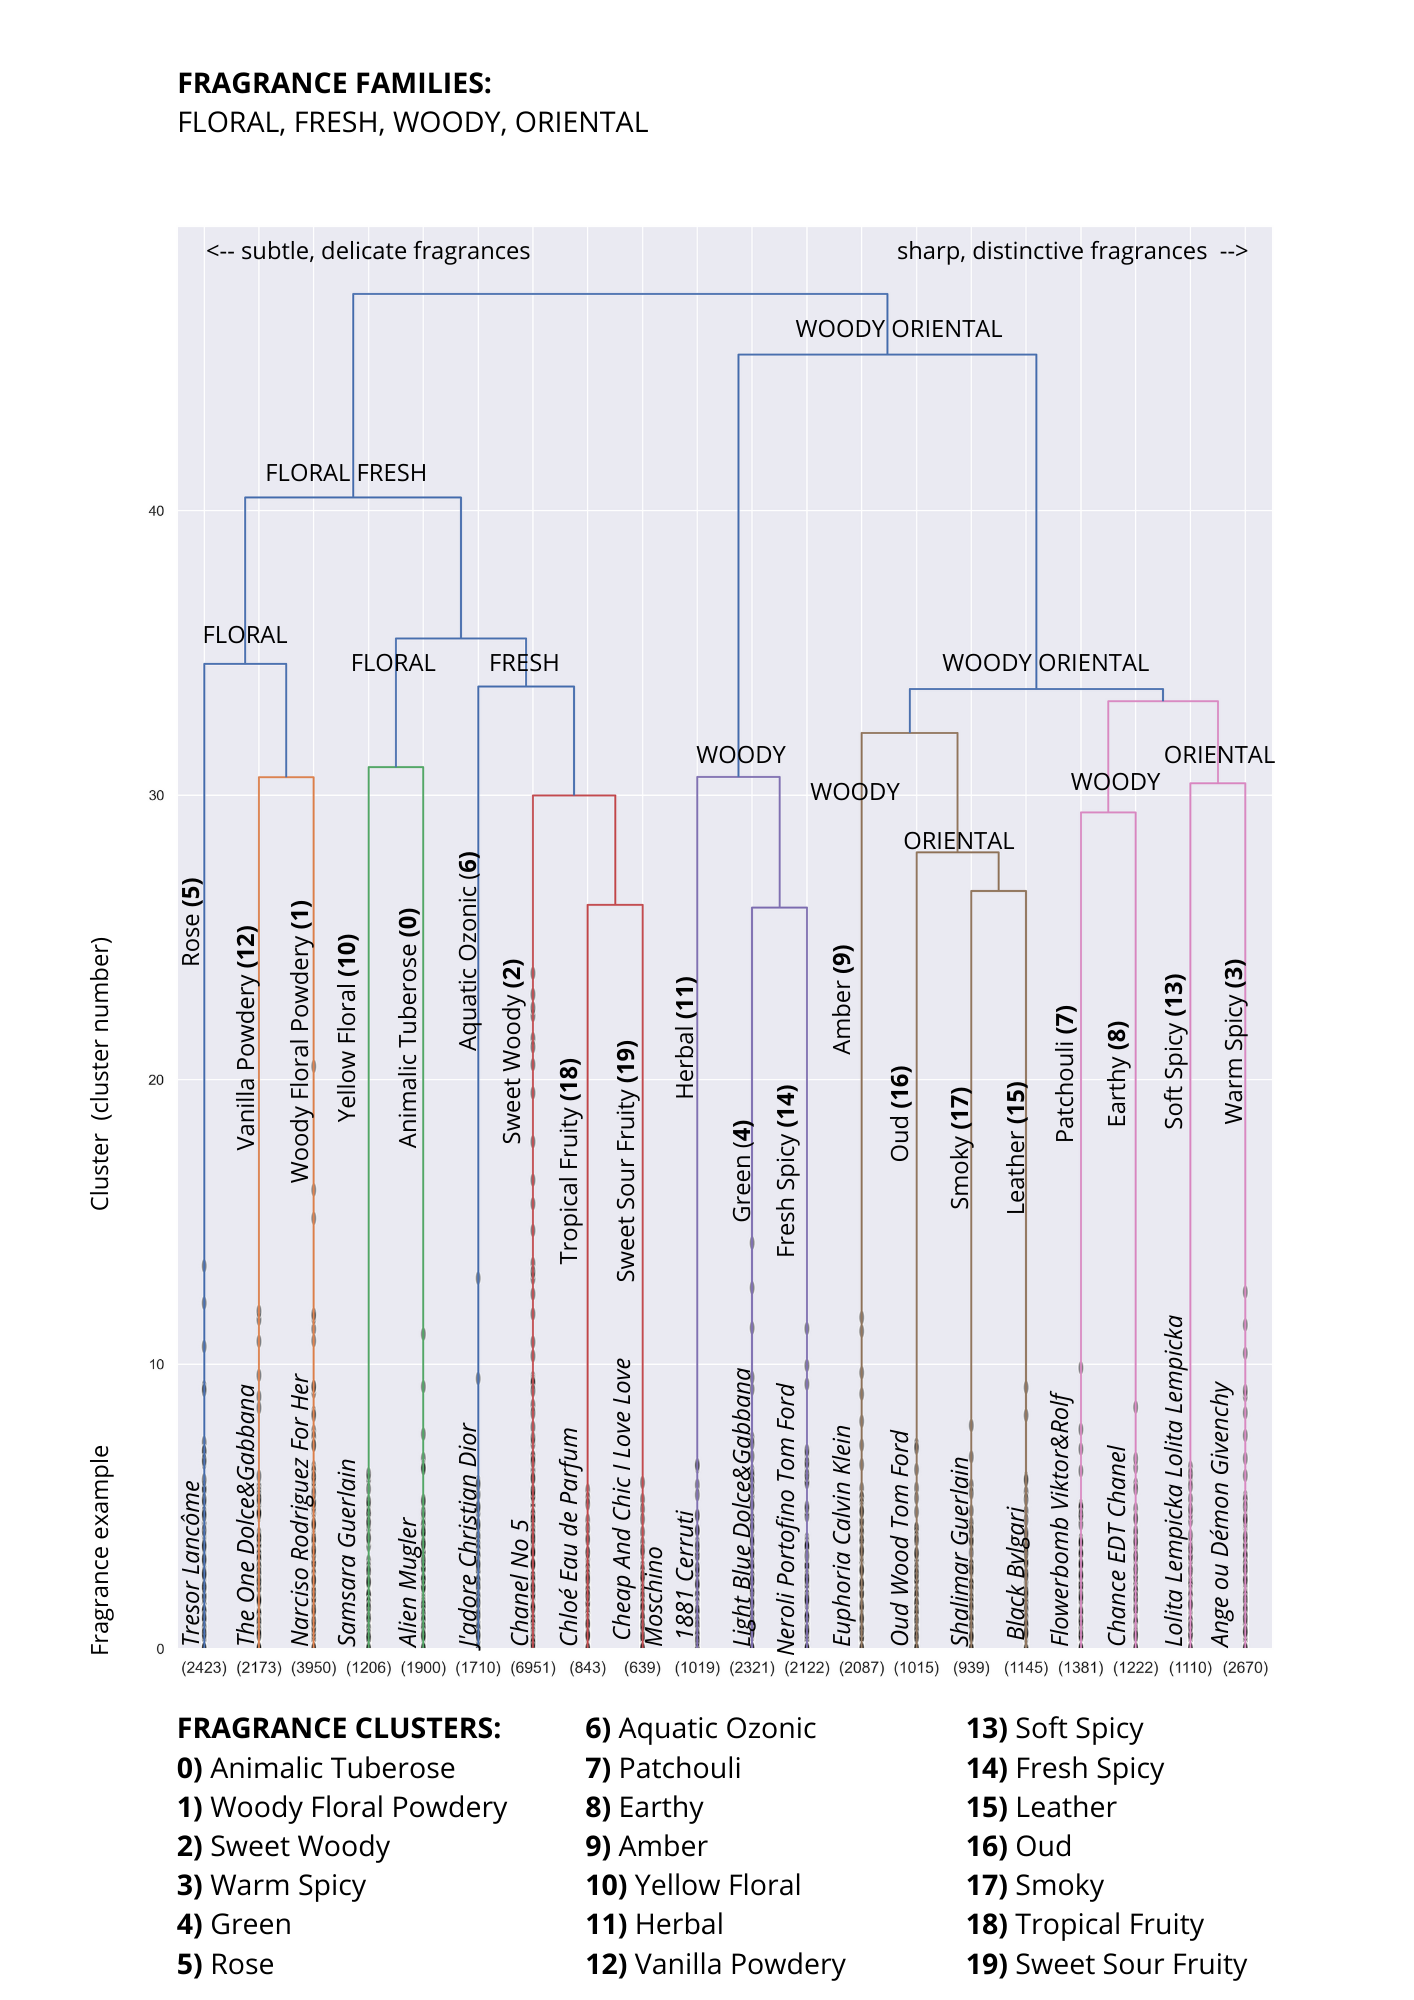 FRAGRANCE FAMILIES:
FLORAL, FRESH, WOODY, ORIENTAL
<-- subtle, delicate fragrances
sharp, distinctive fragrances -->
WOODY ORIENTAL
FLORAL FRESH
40
FLORAL
FLORAL
FRESH
WOODY ORIENTAL
WOODY
ORIENTAL
WOODY
WOODY
30
ORIENTAL
Cluster (cluster number)
Rose (5)
Vanilla Powdery (12)
Woody Floral Powdery (1)
Yellow Floral (10)
Animalic Tuberose (0)
Aquatic Ozonic (6)
Sweet Woody (2)
Tropical Fruity (18)
Sweet Sour Fruity (19)
Herbal (11)
Green (4)
Fresh Spicy (14)
Amber (9)
Oud (16)
Smoky (17)
Leather (15)
Patchouli (7)
Earthy (8)
Soft Spicy (13)
Warm Spicy (3)
20
10
Fragrance example
Tresor Lancôme
The One Dolce&Gabbana
Narciso Rodriguez For Her
Samsara Guerlain
Alien Mugler
J'adore Christian Dior
Chanel No 5
Chloé Eau de Parfum
Cheap And Chic I Love Love
Moschino
1881 Cerruti
Light Blue Dolce&Gabbana
Neroli Portofino Tom Ford
Euphoria Calvin Klein
Oud Wood Tom Ford
Shalimar Guerlain
Black Bvlgari
Flowerbomb Viktor&Rolf
Chance EDT Chanel
Lolita Lempicka Lolita Lempicka
Ange ou Démon Givenchy
0
(2423) (2173) (3950) (1206) (1900) (1710) (6951) (843) (639) (1019) (2321) (2122) (2087) (1015) (939) (1145) (1381) (1222) (1110) (2670)
FRAGRANCE CLUSTERS:
0) Animalic Tuberose
1) Woody Floral Powdery
2) Sweet Woody
3) Warm Spicy
4) Green
5) Rose
6) Aquatic Ozonic
7) Patchouli
8) Earthy
9) Amber
10) Yellow Floral
11) Herbal
12) Vanilla Powdery
13) Soft Spicy
14) Fresh Spicy
15) Leather
16) Oud
17) Smoky
18) Tropical Fruity
19) Sweet Sour Fruity